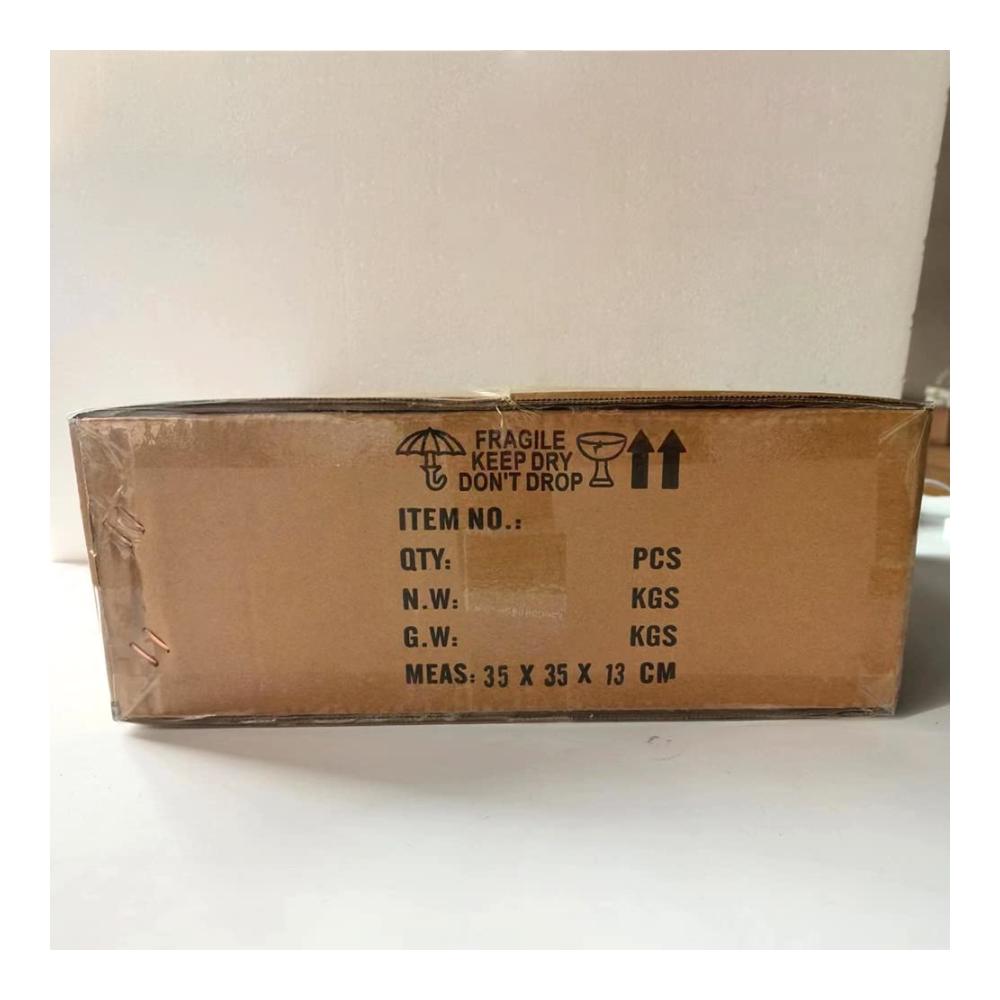 FRAGILE
KEEP DRY
DON'T DROP
ITEM NO.:
QTY: PCS
N.W: KGS
G.W: KGS
MEAS: 35 X 35 X 13 CM